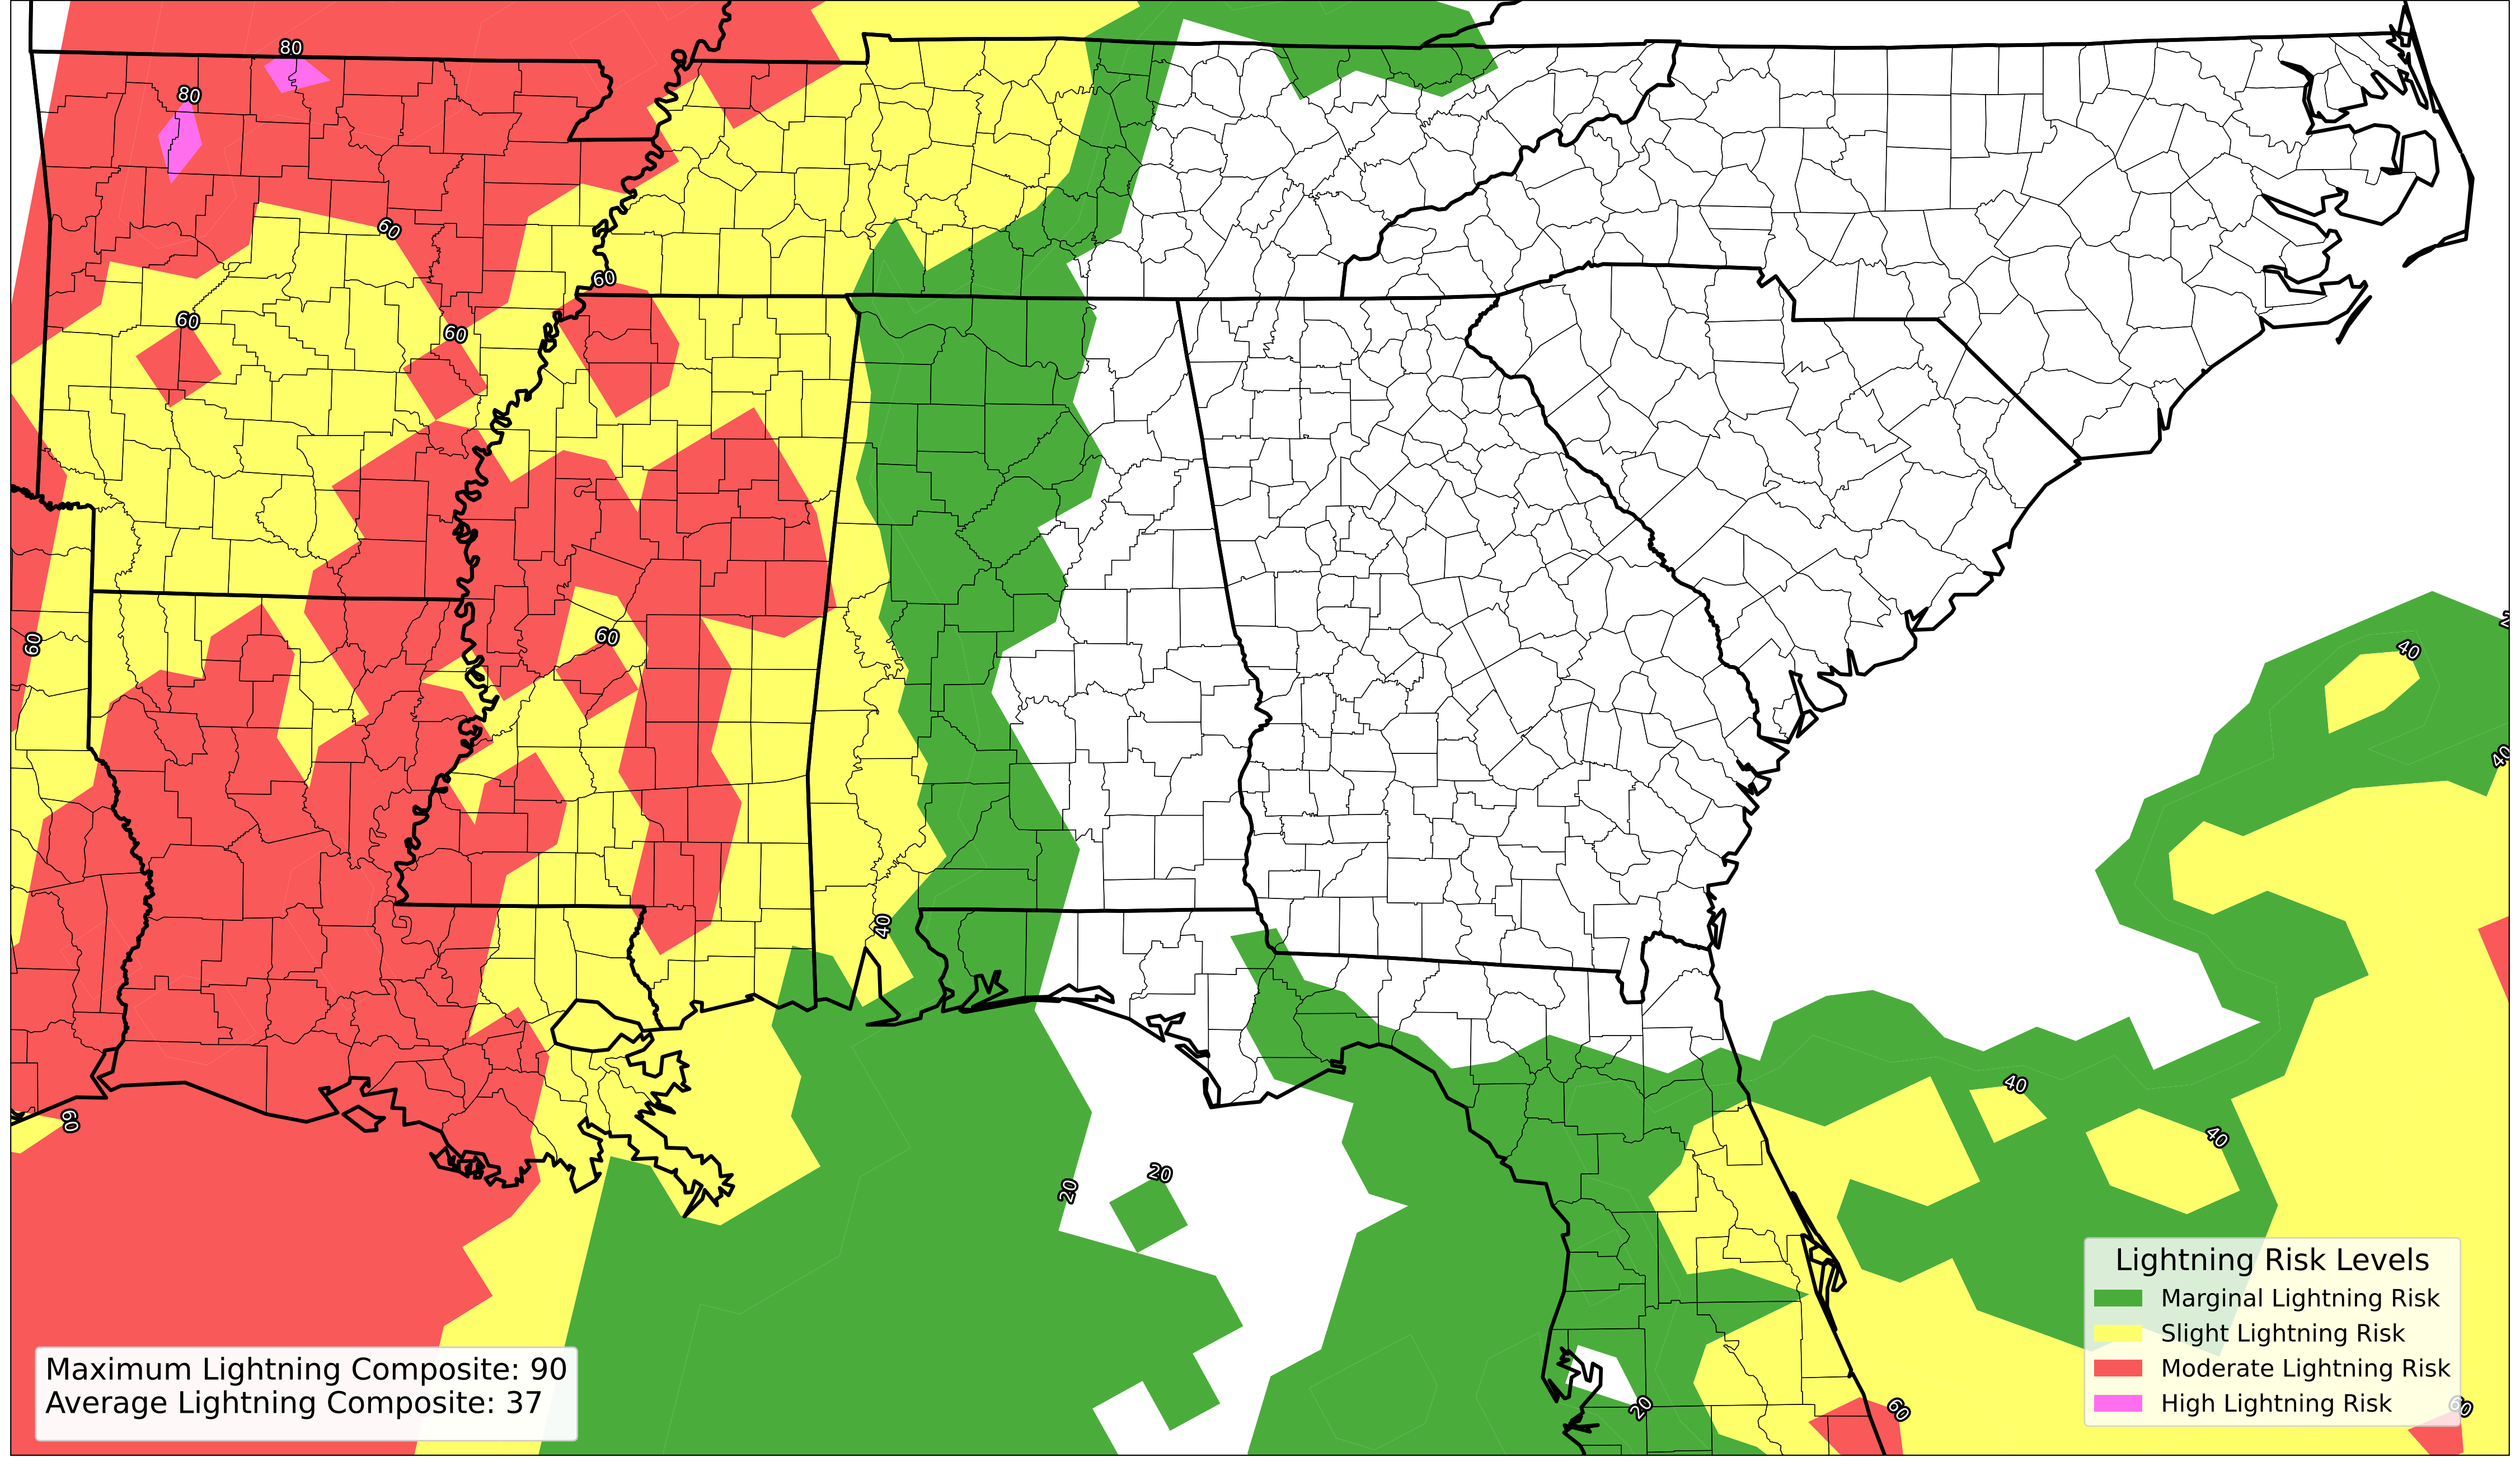 80
80
60
60
60
60
2
60
60
40
40
40
40
40
60
20
20
Lightning Risk Levels
Marginal Lightning Risk
Slight Lightning Risk
Moderate Lightning Risk
High Lightning Risk
Maximum Lightning Composite: 90
Average Lightning Composite: 37
20
60
60